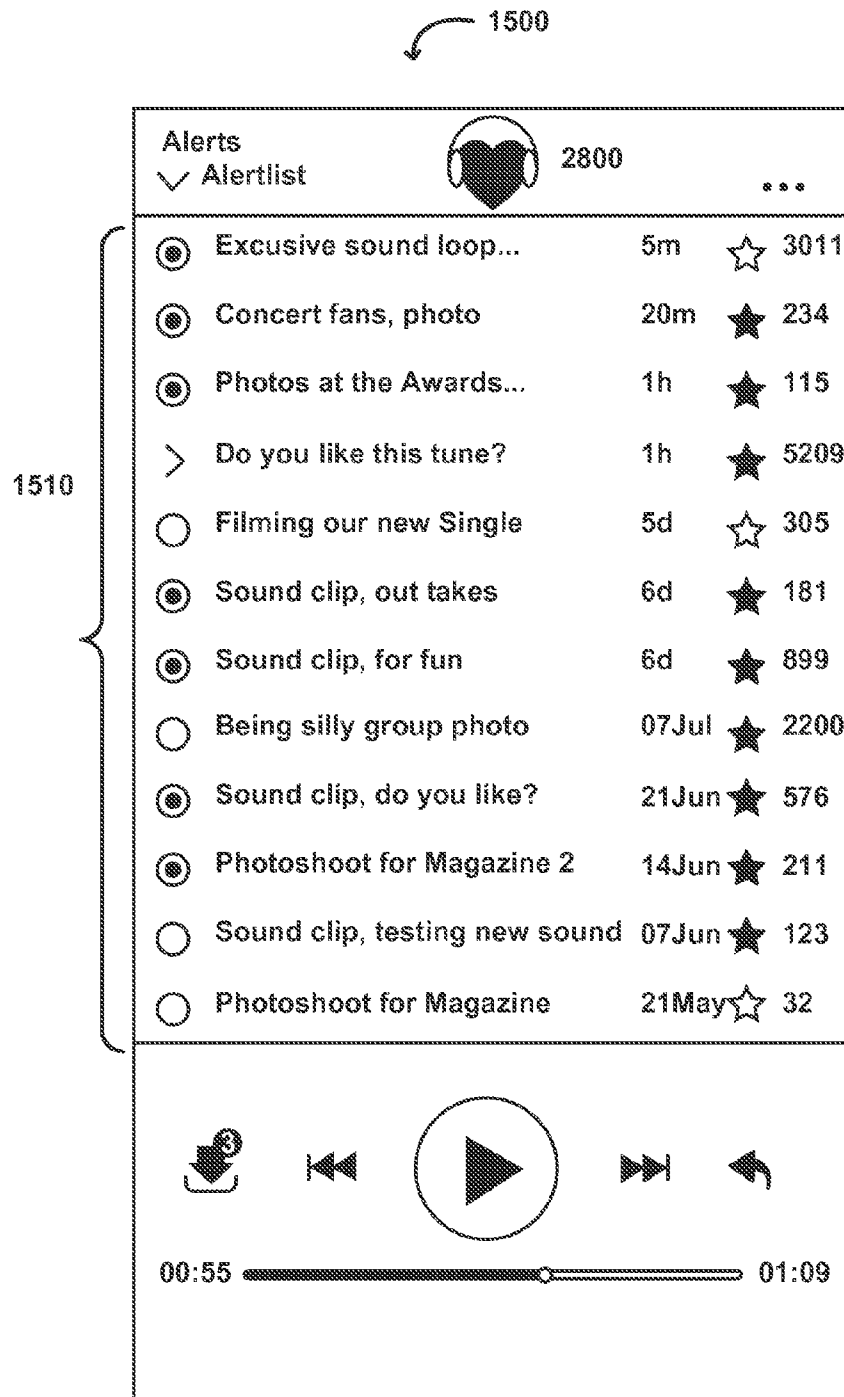 1500
Alerts
Alertlist
2800
...
Excusive sound loop... 5m 3011
Concert fans, photo 20m 234
Photos at the Awards... 1h 115
Do you like this tune? 1h 5209
1510
Filming our new Single 5d 305
Sound clip, out takes 6d 181
Sound clip, for fun 6d 899
Being silly group photo 07Jul 2200
Sound clip, do you like? 21Jun 576
Photoshoot for Magazine 2 14Jun 211
Sound clip, testing new sound 07Jun 123
Photoshoot for Magazine 21May 32
3
00:55 01:09